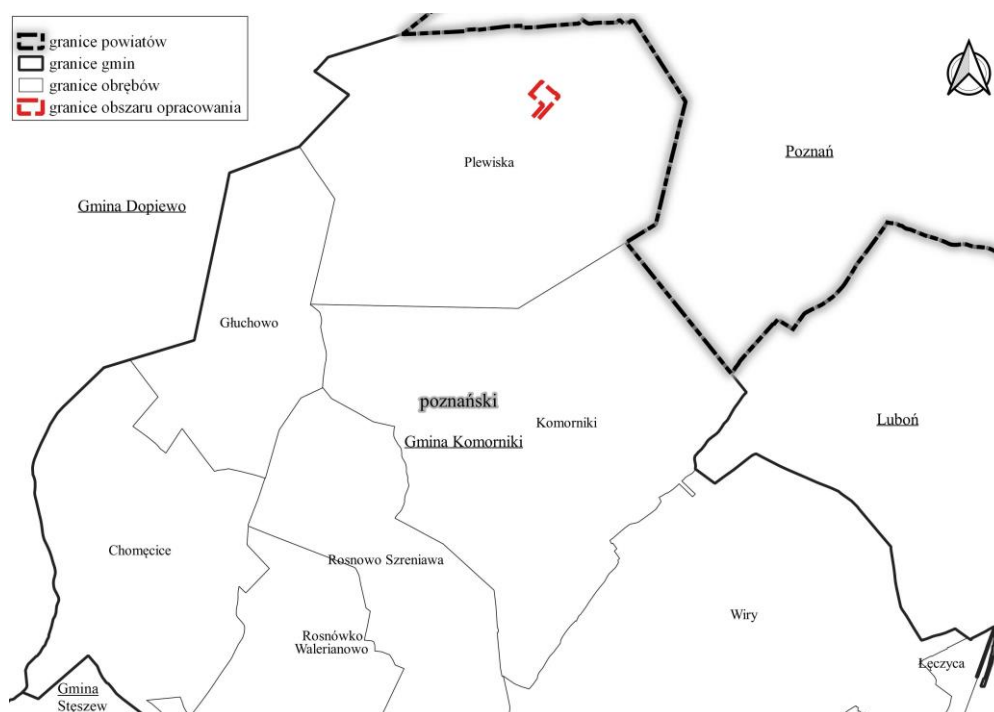 granice powiatów
granice gmin
granice obrębów
granice obszaru opracowania
Plewiska
Poznań
Gmina Dopiewo
Głuchowo
poznański
Komorniki
Luboń
Gmina Komorniki
Chomęcice
Rosnowo Szreniawa
Wiry
Rosnówko
Walerianowo
Łęczyca
Gmina
Stęszew